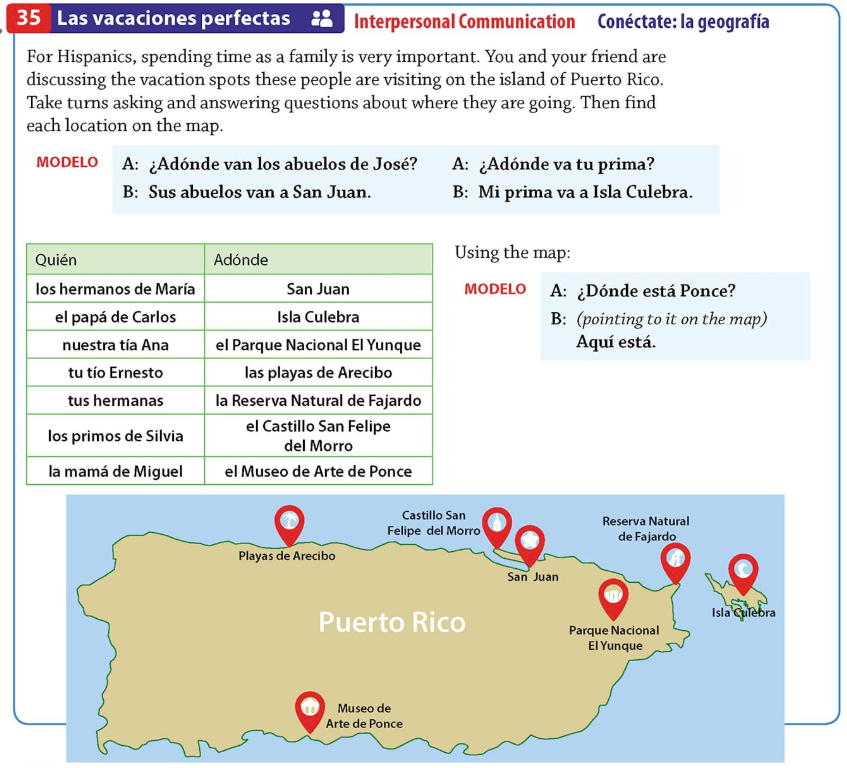 35 Las vacaciones perfectas Interpersonal Communication Conéctate: la geografía
For Hispanics, spending time as a family is very important. You and your friend are
discussing the vacation spots these people are visiting on the island of Puerto Rico.
Take turns asking and answering questions about where they are going. Then find
each location on the map.
MODELO A: ¿Adónde van los abuelos de José? A: ¿Adónde va tu prima?
B: Sus abuelos van a San Juan. B: Mi prima va a Isla Culebra.
Quién Adónde
los hermanos de María San Juan
el papá de Carlos Isla Culebra
nuestra tía Ana el Parque Nacional El Yunque
tu tío Ernesto las playas de Arecibo
tus hermanas la Reserva Natural de Fajardo
los primos de Silvia el Castillo San Felipe
del Morro
la mamá de Miguel el Museo de Arte de Ponce
Using the map:
MODELO A: ¿Dónde está Ponce?
B: (pointing to it on the map)
Aquí está.
Castillo San
Felipe del Morro
Reserva Natural
de Fajardo
Playas de Arecibo
San Juan
Isla Culebra
Puerto Rico
Parque Nacional
El Yunque
Museo de
Arte de Ponce